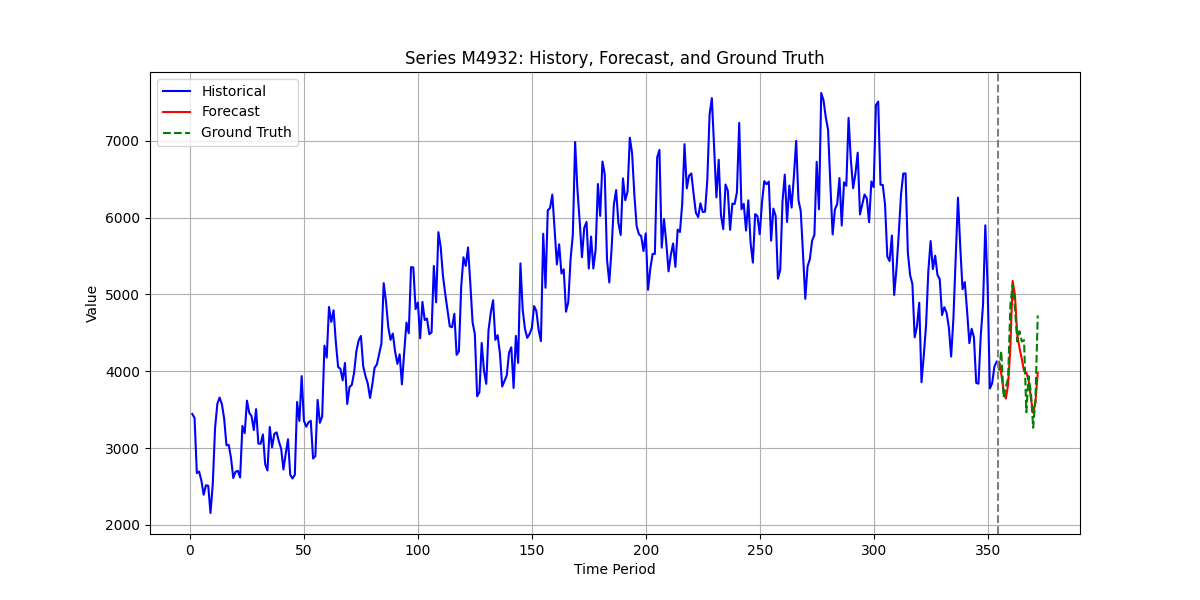 Series M4932: History, Forecast, and Ground Truth
Historical
Forecast
Ground Truth
7000
6000
5000
4000
3000
2000
Value
0 50 100 150 200 250 300 350
Time Period